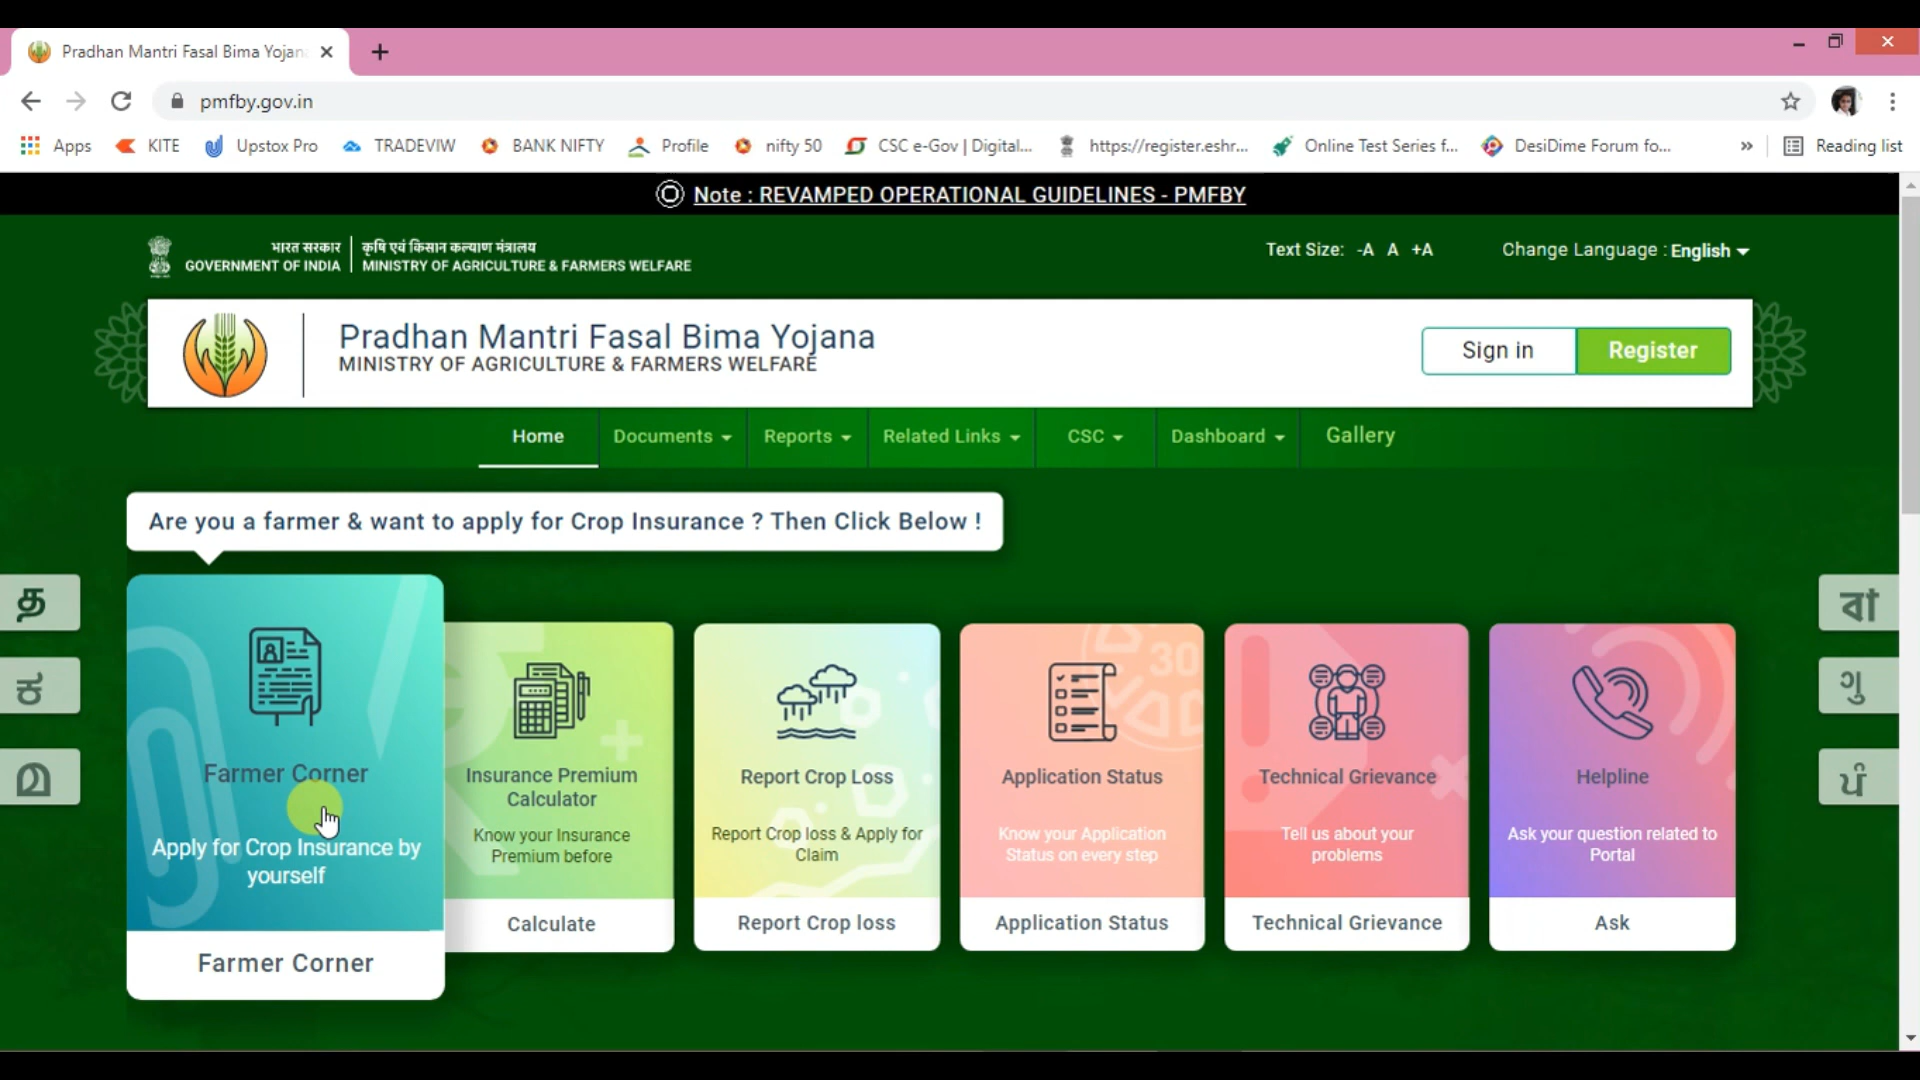 Pradhan Mantri Fasal Bima Yojan
pmfby.gov.in
Apps KITE Upstox Pro TRADEVIW BANK NIFTY Profile nifty 50 CSC e-Gov | Digital... https://register.eshr... Online Test Series f... DesiDime Forum fo... » Reading list
Note : REVAMPED OPERATIONAL GUIDELINES - PMFBY
भारत सरकार कृषि एवं किसान कल्याण मंत्रालय
GOVERNMENT OF INDIA MINISTRY OF AGRICULTURE & FARMERS WELFARE
Text Size: -A A +A Change Language : English
Pradhan Mantri Fasal Bima Yojana
MINISTRY OF AGRICULTURE & FARMERS WELFARE
Sign in Register
Home Documents Reports Related Links CSC Dashboard Gallery
Are you a farmer & want to apply for Crop Insurance ? Then Click Below !
த
ಕ
മ
Farmer Corner
Apply for Crop Insurance by
yourself
Farmer Corner
Insurance Premium
Calculator
Know your Insurance
Premium before
Calculate
Report Crop Loss
Report Crop loss & Apply for
Claim
Report Crop loss
30
Application Status
Know your Application
Status on every step
Application Status
Technical Grievance
Tell us about your
problems
Technical Grievance
Helpline
Ask your question related to
Portal
Ask
বা
ગુ
ਪੰ